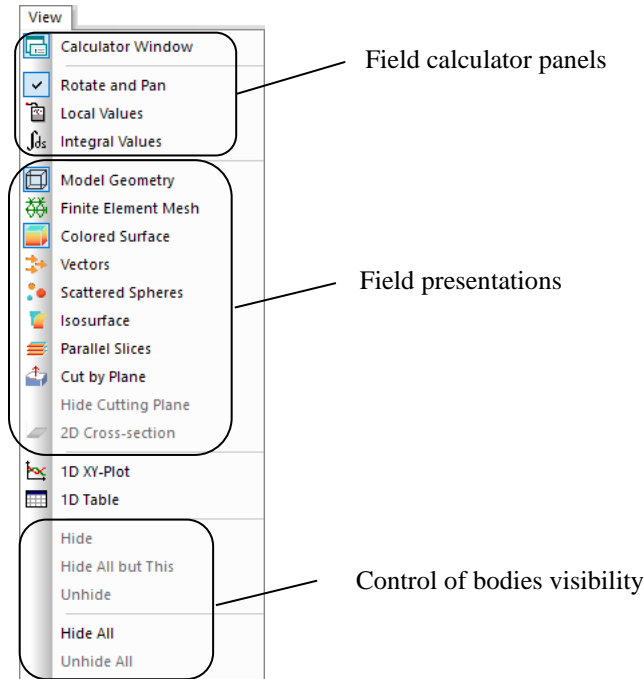 View
Calculator Window
Rotate and Pan
Local Values
∫ds Integral Values
Model Geometry
Finite Element Mesh
Colored Surface
Vectors
Scattered Spheres
Isosurface
Parallel Slices
Cut by Plane
Hide Cutting Plane
2D Cross-section
1D XY-Plot
1D Table
Hide
Hide All but This
Unhide
Hide All
Unhide All
Field calculator panels
Field presentations
Control of bodies visibility